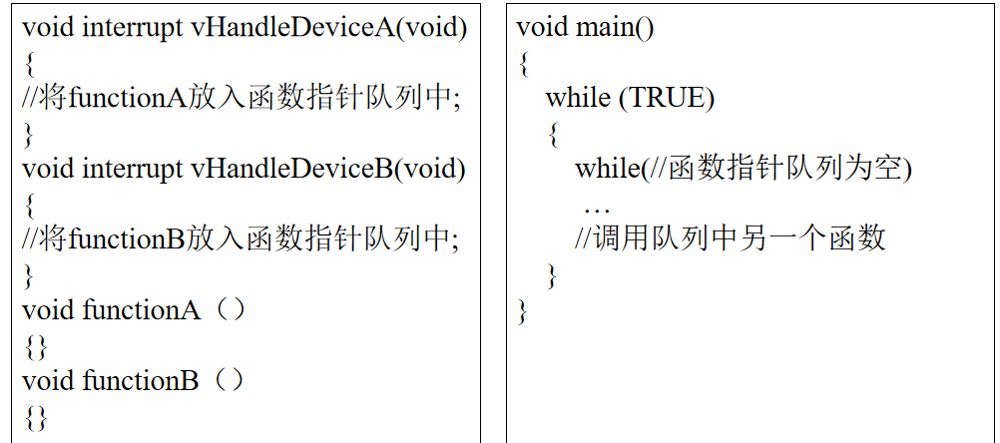 void interrupt vHandleDeviceA(void)
{
//将functionA放入函数指针队列中;
}
void interrupt vHandleDeviceB(void)
{
//将functionB放入函数指针队列中;
}
void functionA（）
{}
void functionB（）
{}
void main()
{
while (TRUE)
{
while(//函数指针队列为空)
…
//调用队列中另一个函数
}
}